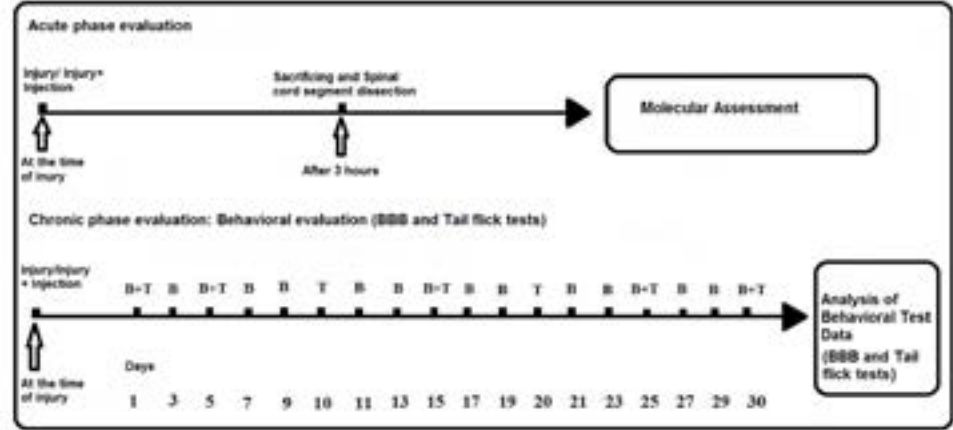 Acute phase evaluation
Injury/ Injury+
Injection
Sacrificing and Spinal
cord segment dissection
Molecular Assessment
At the time
of inury
After 3 hours
Chronic phase evaluation: Behavioral evaluation (BBB and Tail flick tests)
Injury/Injury
+ Injection
B+T B B+T B B T B B B+T B B T B B B+T B B B+T
Analysis of
Behavioral Test
Data
(BBB and Tail
flick tests)
At the time
of injury
Days
1 3 5 7 9 10 11 13 15 17 19 20 21 23 25 27 29 30